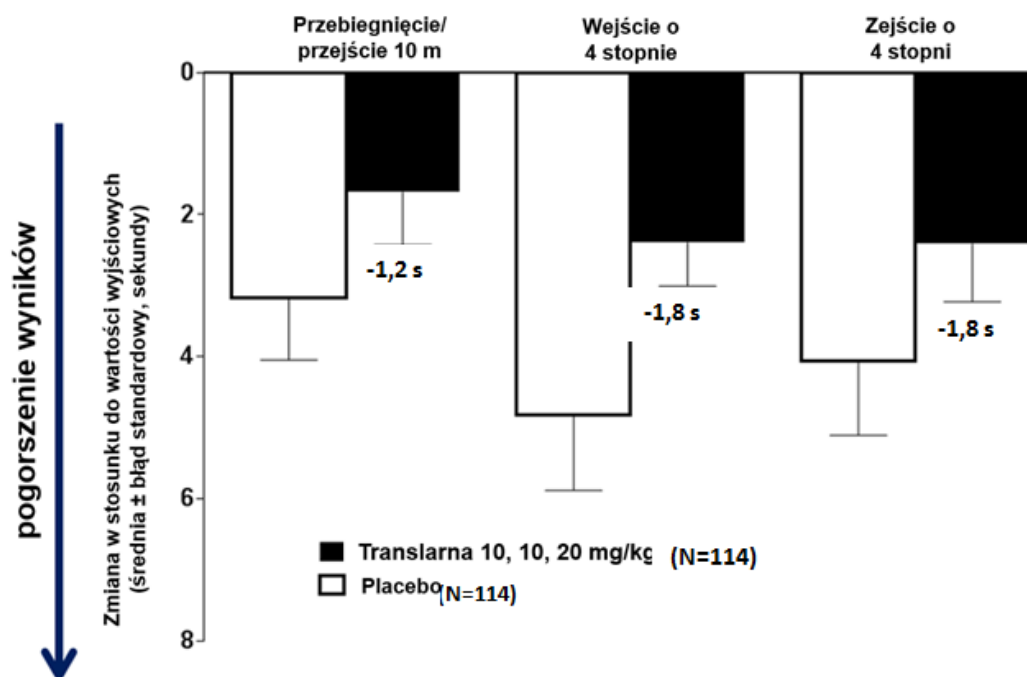 Przebiegnięcie/
przejście 10 m
Wejście o
4 stopnie
Zejście o
4 stopni
0
2
4
6
8
pogorszenie wyników
Zmiana w stosunku do wartości wyjściowych
(średnia ± błąd standardowy, sekundy)
-1,2 s
-1,8 s
-1,8 s
Translarna 10, 10, 20 mg/kg (N=114)
Placebo (N=114)